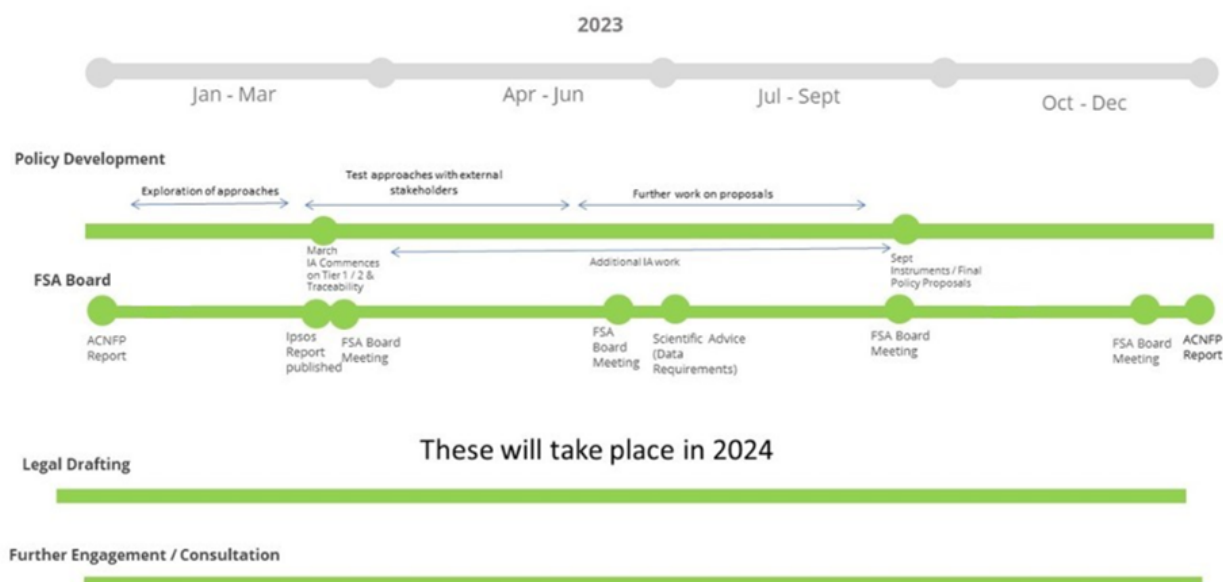 2023
Jan - Mar
Apr - Jun
Jul - Sept
Oct - Dec
Policy Development
Exploration of approaches
Test approaches with external
stakeholders
Further work on proposals
March
IA Commences
on Tier 1 / 2 &
Traceability
Additional IA work
Sept
Instruments / Final
Policy Proposals
FSA Board
ACNFP
Report
Ipsos
Report
published
FSA Board
Meeting
FSA
Board
Meeting
Scientific Advice
(Data
Requirements)
FSA Board
Meeting
FSA Board
Meeting
ACNFP
Report
These will take place in 2024
Legal Drafting
Further Engagement / Consultation